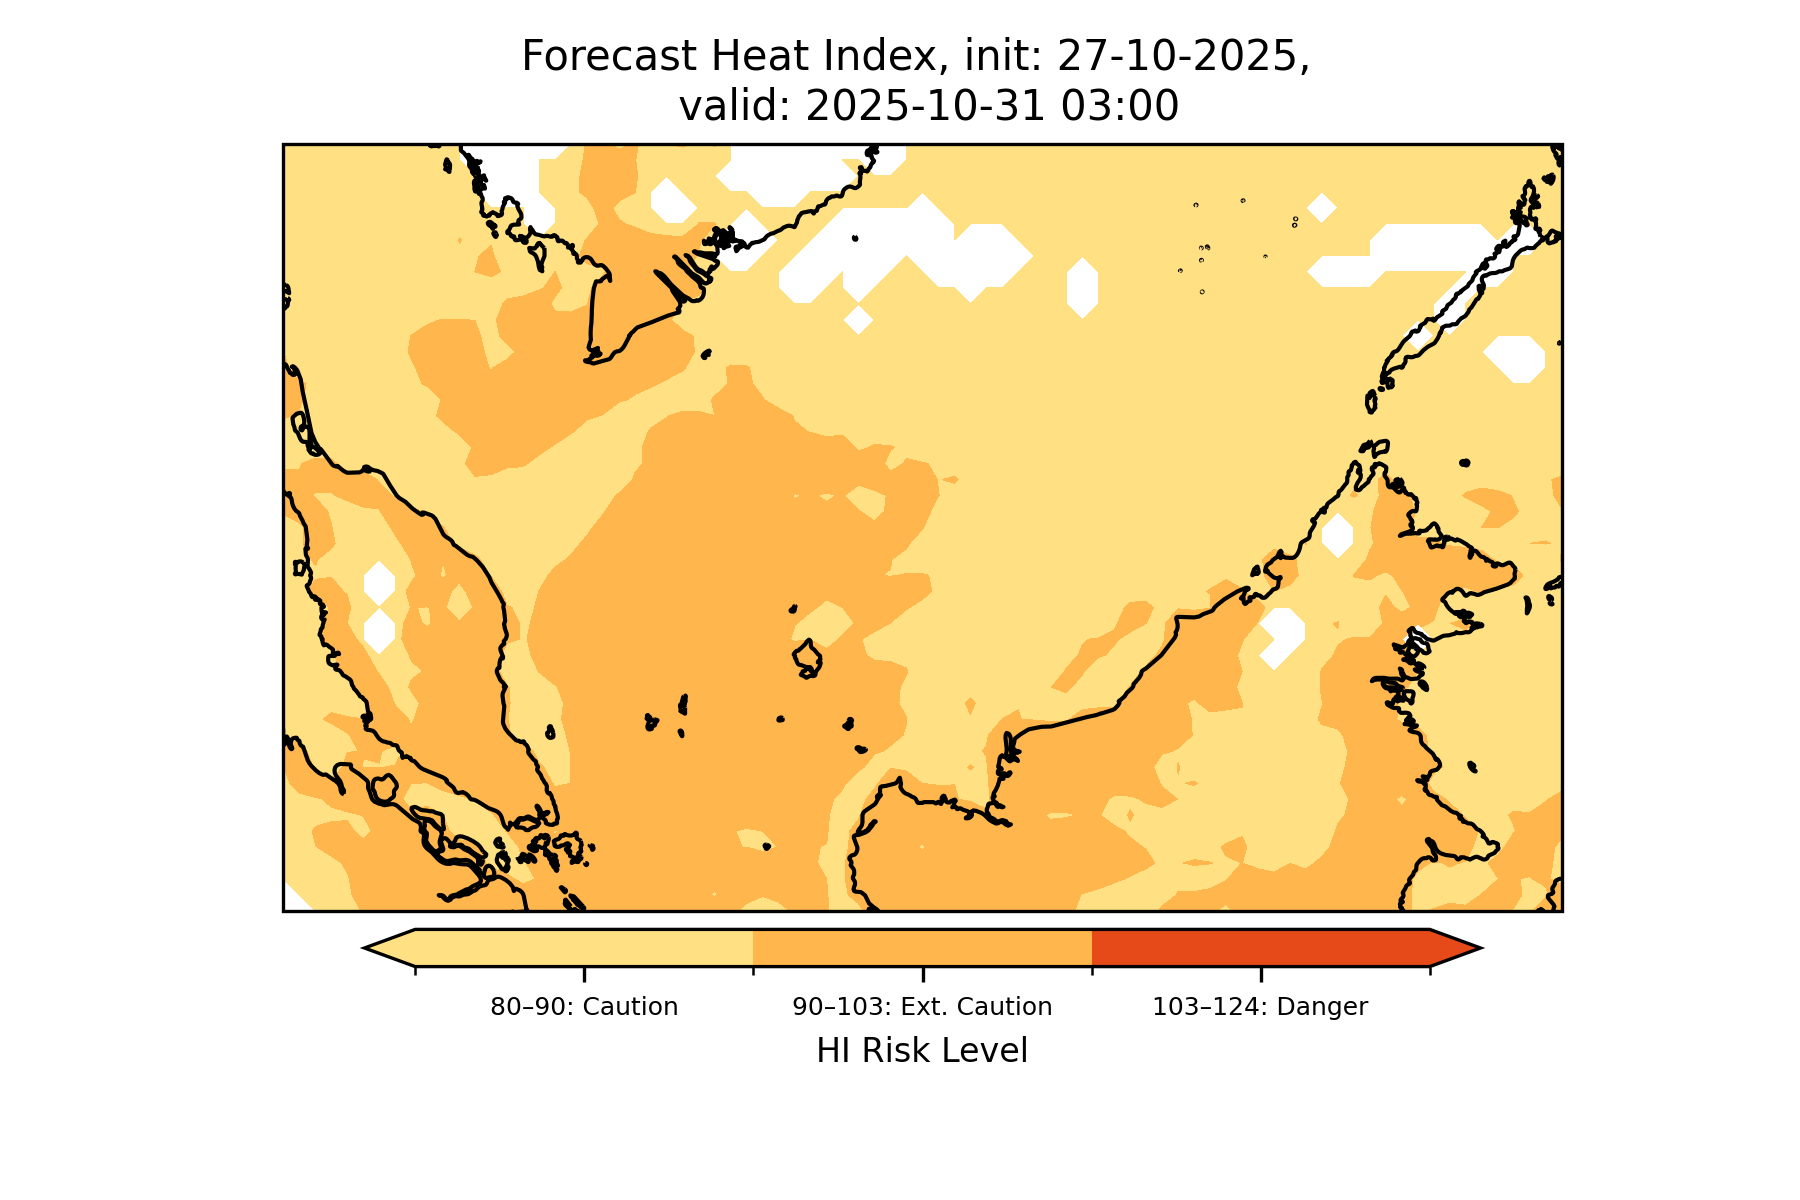 Forecast Heat Index, init: 27-10-2025,
valid: 2025-10-31 03:00
80–90: Caution
90–103: Ext. Caution
103–124: Danger
HI Risk Level